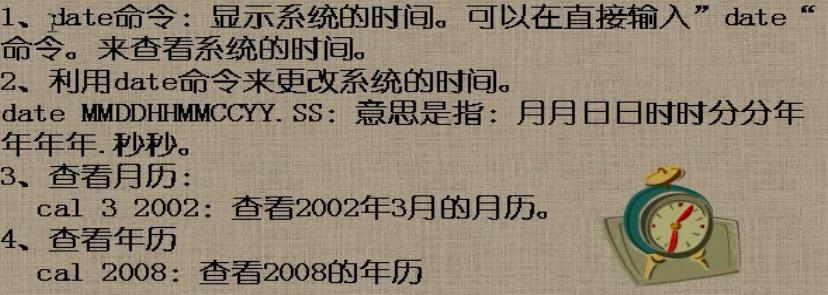 1、date命令: 显示系统的时间。可以在直接输入”date“
命令。来查看系统的时间。
2、利用date命令来更改系统的时间。
date MMDDHHMMCCYY.SS: 意思是指: 月月日日时时分分年
年年年.秒秒。
3、查看月历:
cal 3 2002: 查看2002年3月的月历。
4、查看年历
cal 2008: 查看2008的年历